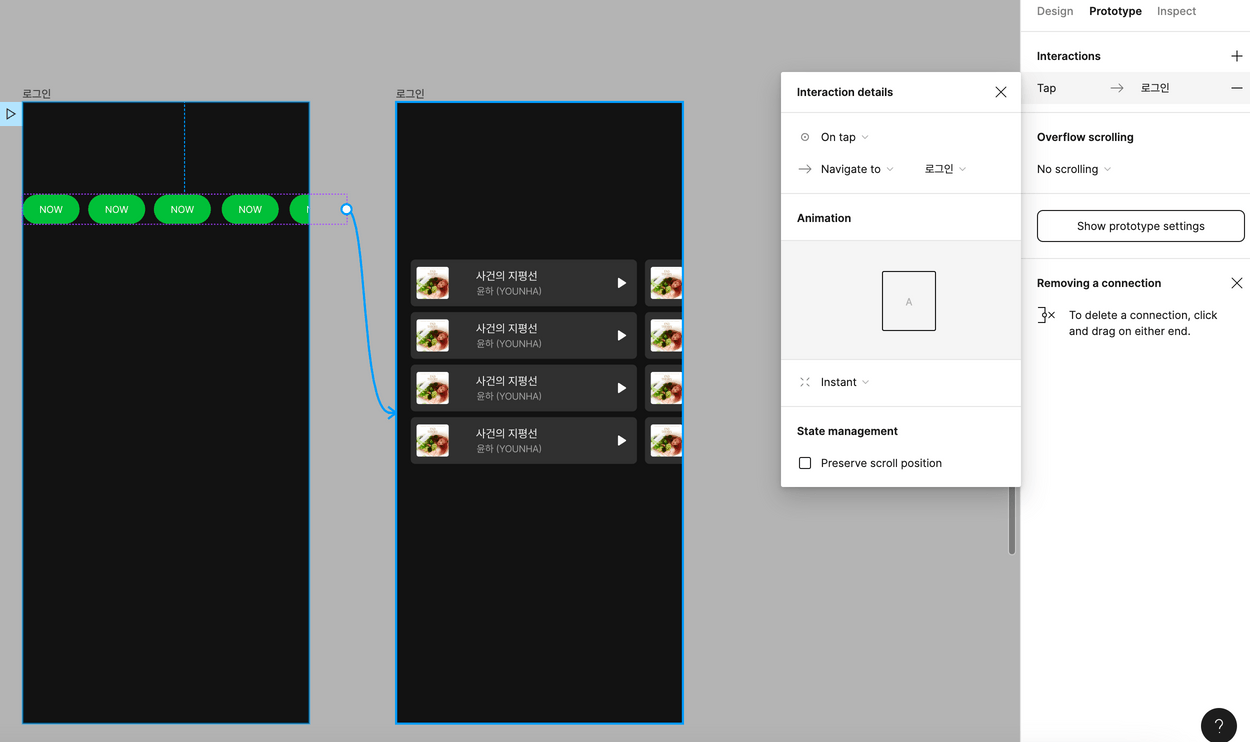 Design Prototype Inspect
Interactions
Tap 로그인
Overflow scrolling
No scrolling
Show prototype settings
Removing a connection
To delete a connection, click
and drag on either end.
Interaction details
On tap
Navigate to 로그인
Animation
A
Instant
State management
Preserve scroll position
로그인
NOW NOW NOW NOW N
로그인
사건의 지평선
윤하 (YOUNHA)
사건의 지평선
윤하 (YOUNHA)
사건의 지평선
윤하 (YOUNHA)
사건의 지평선
윤하 (YOUNHA)
?